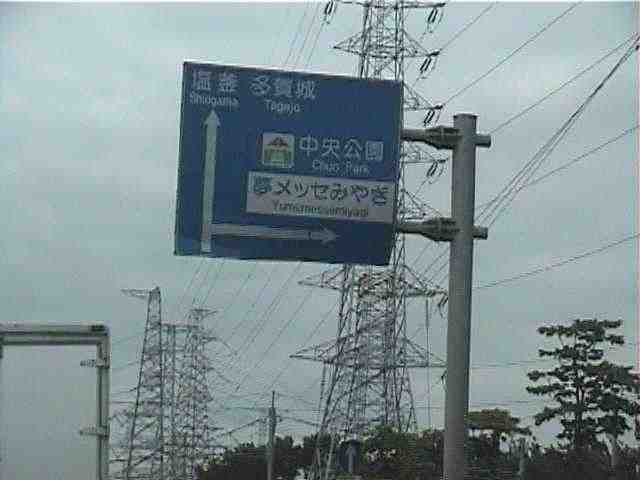 塩釜 多賀城
Shiogama Tagajo
中央公園
Chuo Park
夢メッセみやぎ
Yumemessemiyagi